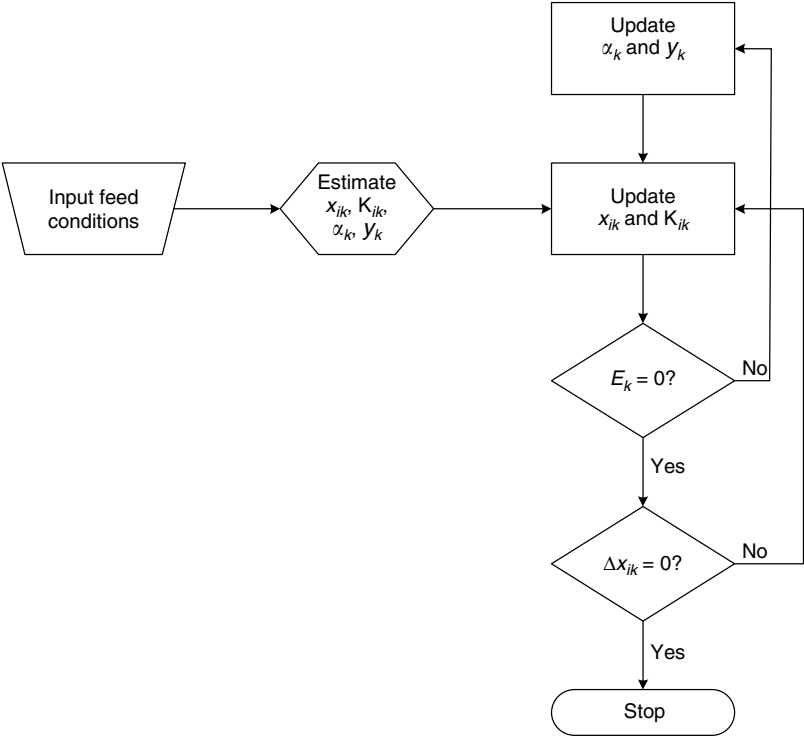 Update
αk and yk
Input feed
conditions
Estimate
xik, Kik,
αk, yk
Update
xik and Kik
Ek = 0?
No
Yes
Δxik = 0?
No
Yes
Stop